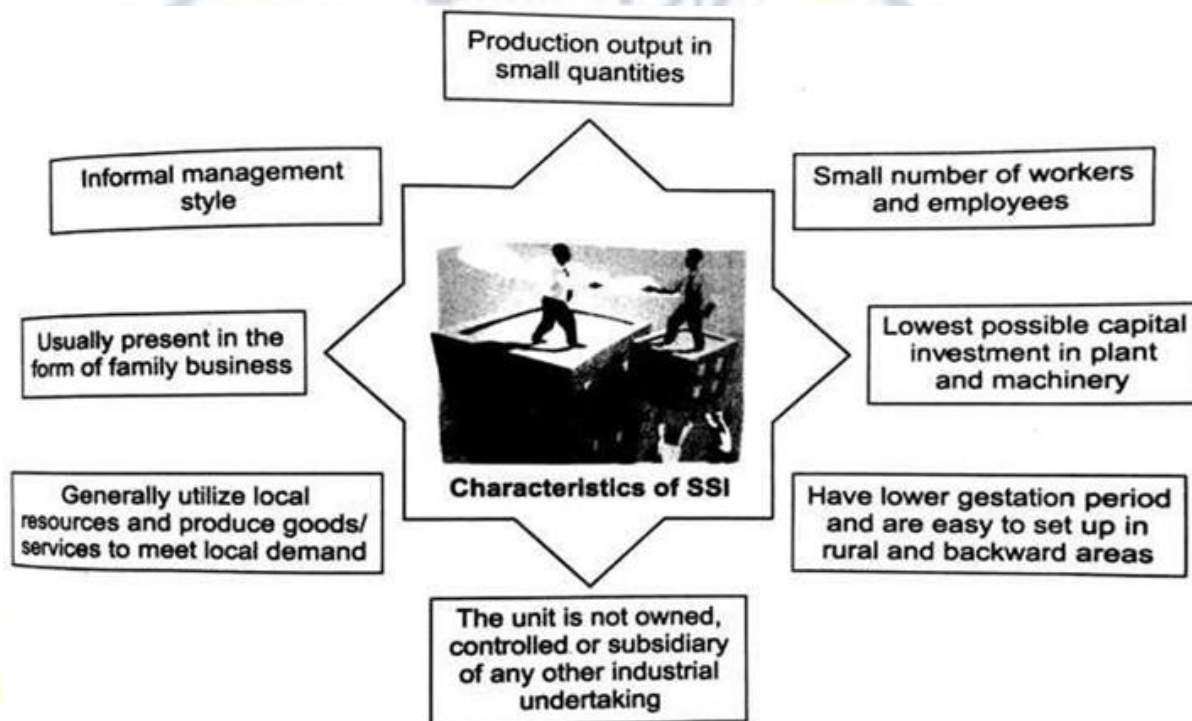 Production output in
small quantities
Informal management
style
Small number of workers
and employees
Usually present in the
form of family business
Lowest possible capital
investment in plant
and machinery
Characteristics of SSI
Generally utilize local
resources and produce goods/
services to meet local demand
Have lower gestation period
and are easy to set up in
rural and backward areas
The unit is not owned,
controlled or subsidiary
of any other industrial
undertaking